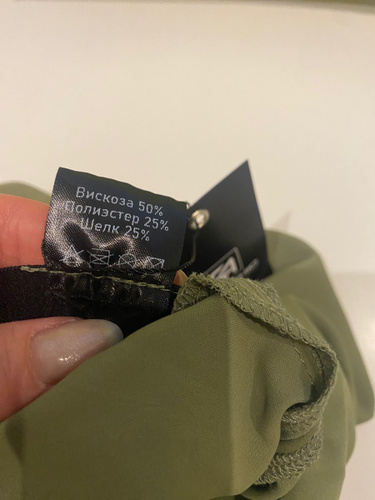 Вискоза 50%
Полиэстер 25%
Шелк 25%